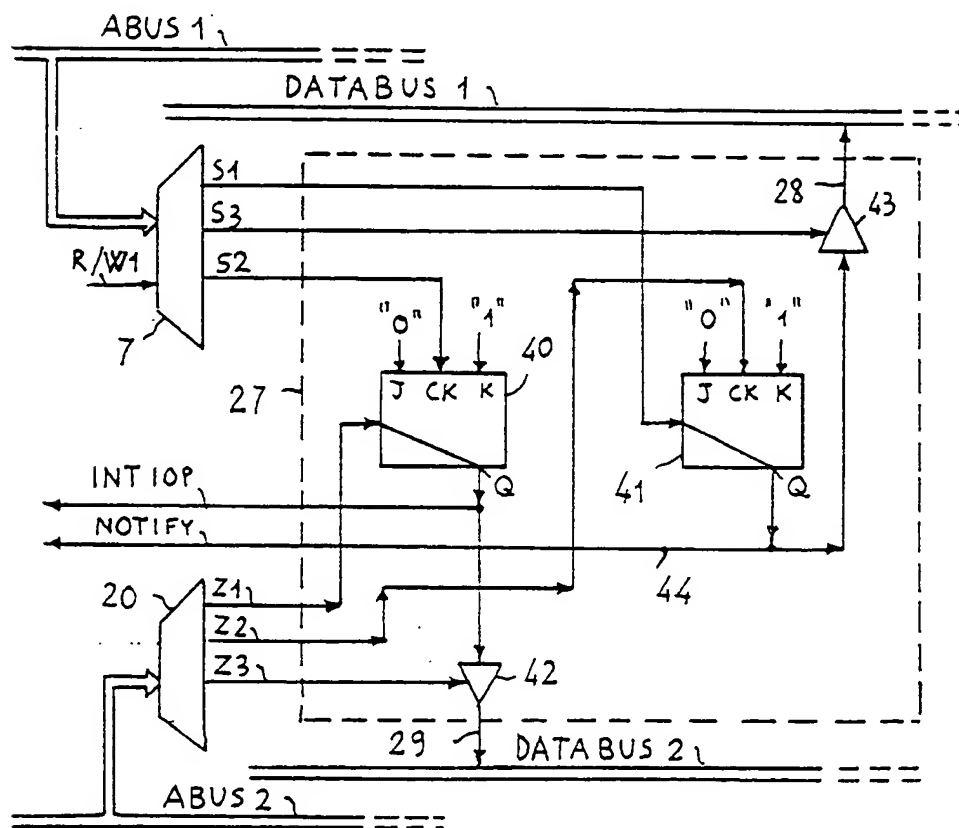 ABUS 1
DATABUS 1
S1
28
43
S3
R/W1
S2
"0"
"1"
40
"0"
"1"
7
J CK K
J CK K
27
41
Q
Q
INT IOP
NOTIFY
44
20
Z1
Z2
Z3
42
29
DATABUS 2
ABUS 2